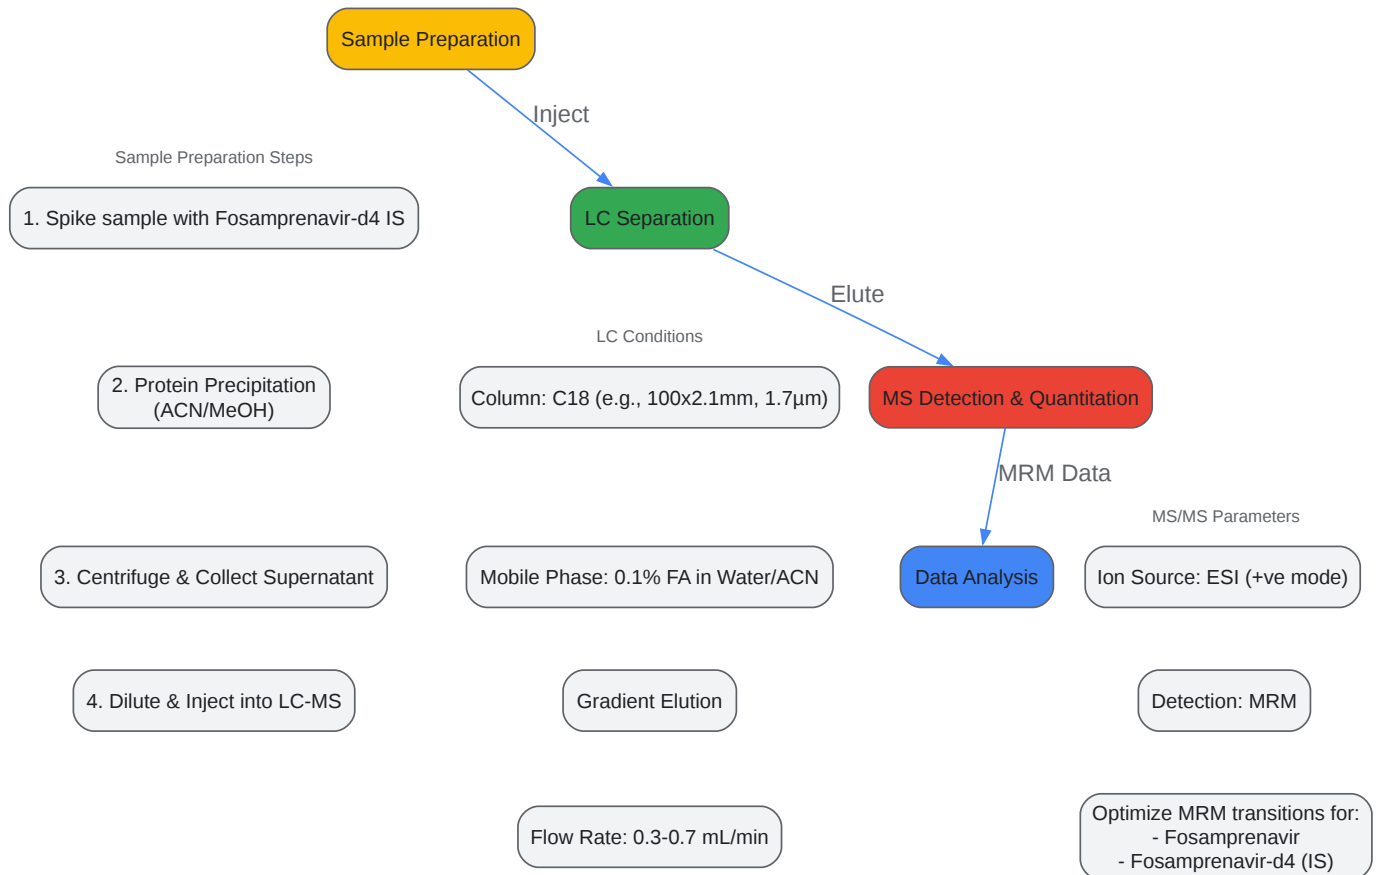 Sample Preparation
Inject
Sample Preparation Steps
1. Spike sample with Fosamprenavir-d4 IS
LC Separation
Elute
LC Conditions
2. Protein Precipitation
(ACN/MeOH)
Column: C18 (e.g., 100x2.1mm, 1.7µm)
MS Detection & Quantitation
MRM Data
MS/MS Parameters
3. Centrifuge & Collect Supernatant
Mobile Phase: 0.1% FA in Water/ACN
Data Analysis
Ion Source: ESI (+ve mode)
4. Dilute & Inject into LC-MS
Gradient Elution
Detection: MRM
Flow Rate: 0.3-0.7 mL/min
Optimize MRM transitions for:
- Fosamprenavir
- Fosamprenavir-d4 (IS)